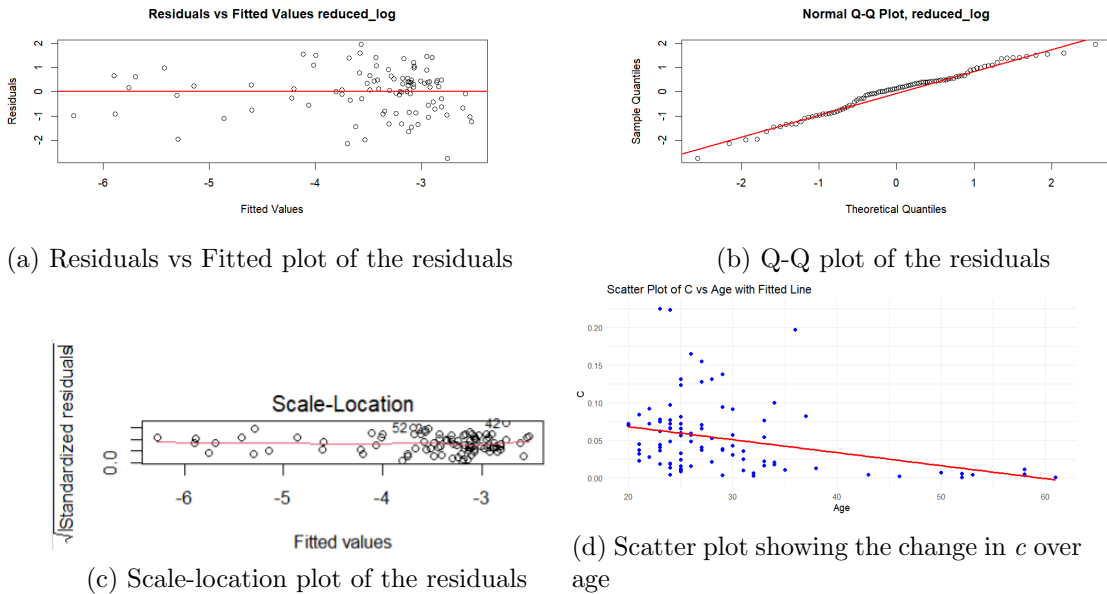 Residuals vs Fitted Values reduced_log
Residuals
2
1
0
-1
-2
-6
-5
-4
-3
Fitted Values
(a) Residuals vs Fitted plot of the residuals
Normal Q-Q Plot, reduced_log
Sample Quantiles
2
1
0
-1
-2
-2
-1
0
1
2
Theoretical Quantiles
(b) Q-Q plot of the residuals
Scale-Location
√|Standardized residuals|
0.0
52
42
-6
-5
-4
-3
Fitted values
(c) Scale-location plot of the residuals
Scatter Plot of C vs Age with Fitted Line
C
0.20
0.15
0.10
0.05
0.00
20
30
40
50
60
Age
(d) Scatter plot showing the change in c over
age